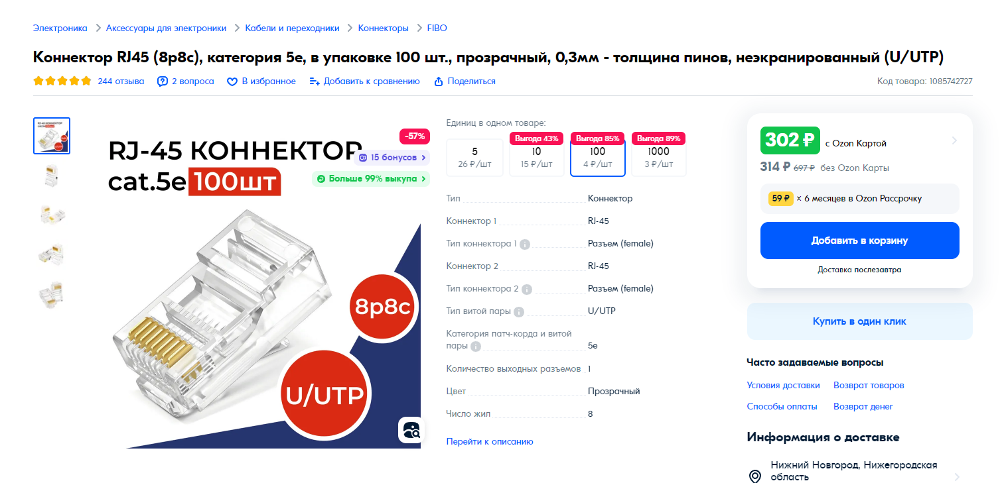 Электроника
Аксессуары для электроники
Кабели и переходники
Коннекторы
FIBO
Коннектор RJ45 (8p8c), категория 5e, в упаковке 100 шт., прозрачный, 0,3мм - толщина пинов, неэкранированный (U/UTP)
244 отзыва
2 вопроса
В избранное
Добавить к сравнению
Поделиться
Код товара: 1085742727
-57%
RJ-45 КОННЕКТОР
15 бонусов
Больше 99% выкупа
cat.5e 100шт
8p8c
U/UTP
Единиц в одном товаре:
5
26 ₽/шт
Выгода 43%
10
15 ₽/шт
Выгода 85%
100
4 ₽/шт
Выгода 89%
1000
3 ₽/шт
Тип Коннектор
Коннектор 1 RJ-45
Тип коннектора 1 Разъем (female)
Коннектор 2 RJ-45
Тип коннектора 2 Разъем (female)
Тип витой пары U/UTP
Категория патч-корда и витой
пары 5e
Количество выходных разъемов 1
Цвет Прозрачный
Число жил 8
Перейти к описанию
302 ₽ с Ozon Картой
314 ₽ 697 ₽ без Ozon Карты
59 ₽ × 6 месяцев в Ozon Рассрочку
Добавить в корзину
Доставка послезавтра
Купить в один клик
Часто задаваемые вопросы
Условия доставки Возврат товаров
Способы оплаты Возврат денег
Информация о доставке
Нижний Новгород, Нижегородская
область